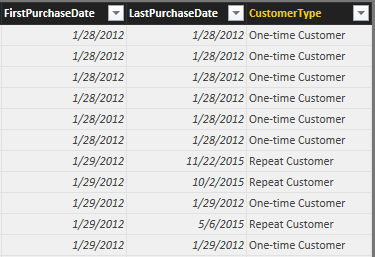 FirstPurchaseDate LastPurchaseDate CustomerType
1/28/2012 1/28/2012 One-time Customer
1/28/2012 1/28/2012 One-time Customer
1/28/2012 1/28/2012 One-time Customer
1/28/2012 1/28/2012 One-time Customer
1/28/2012 1/28/2012 One-time Customer
1/28/2012 1/28/2012 One-time Customer
1/29/2012 11/22/2015 Repeat Customer
1/29/2012 10/2/2015 Repeat Customer
1/29/2012 1/29/2012 One-time Customer
1/29/2012 5/6/2015 Repeat Customer
1/29/2012 1/29/2012 One-time Customer